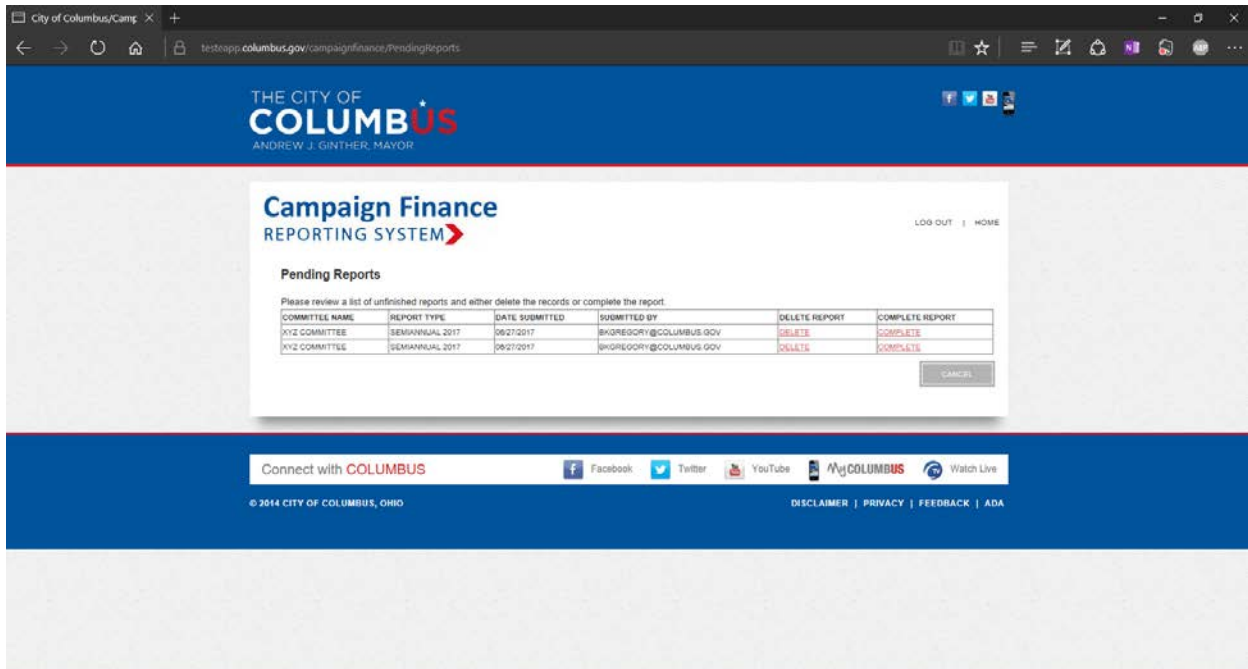 City of Columbus/Camp
testeapp.columbus.gov/campaignfinance/PendingReports
THE CITY OF
COLUMBUS
ANDREW J. GINTHER, MAYOR
Campaign Finance
REPORTING SYSTEM
LOG OUT | HOME
Pending Reports
Please review a list of unfinished reports and either delete the records or complete the report.
COMMITTEE NAME REPORT TYPE DATE SUBMITTED SUBMITTED BY DELETE REPORT COMPLETE REPORT
XYZ COMMITTEE SEMIANNUAL 2017 06/27/2017 BKGREGORY@COLUMBUS.GOV DELETE COMPLETE
XYZ COMMITTEE SEMIANNUAL 2017 06/27/2017 BKGREGORY@COLUMBUS.GOV DELETE COMPLETE
CANCEL
Connect with COLUMBUS Facebook Twitter YouTube MyCOLUMBUS Watch Live
© 2014 CITY OF COLUMBUS, OHIO DISCLAIMER | PRIVACY | FEEDBACK | ADA